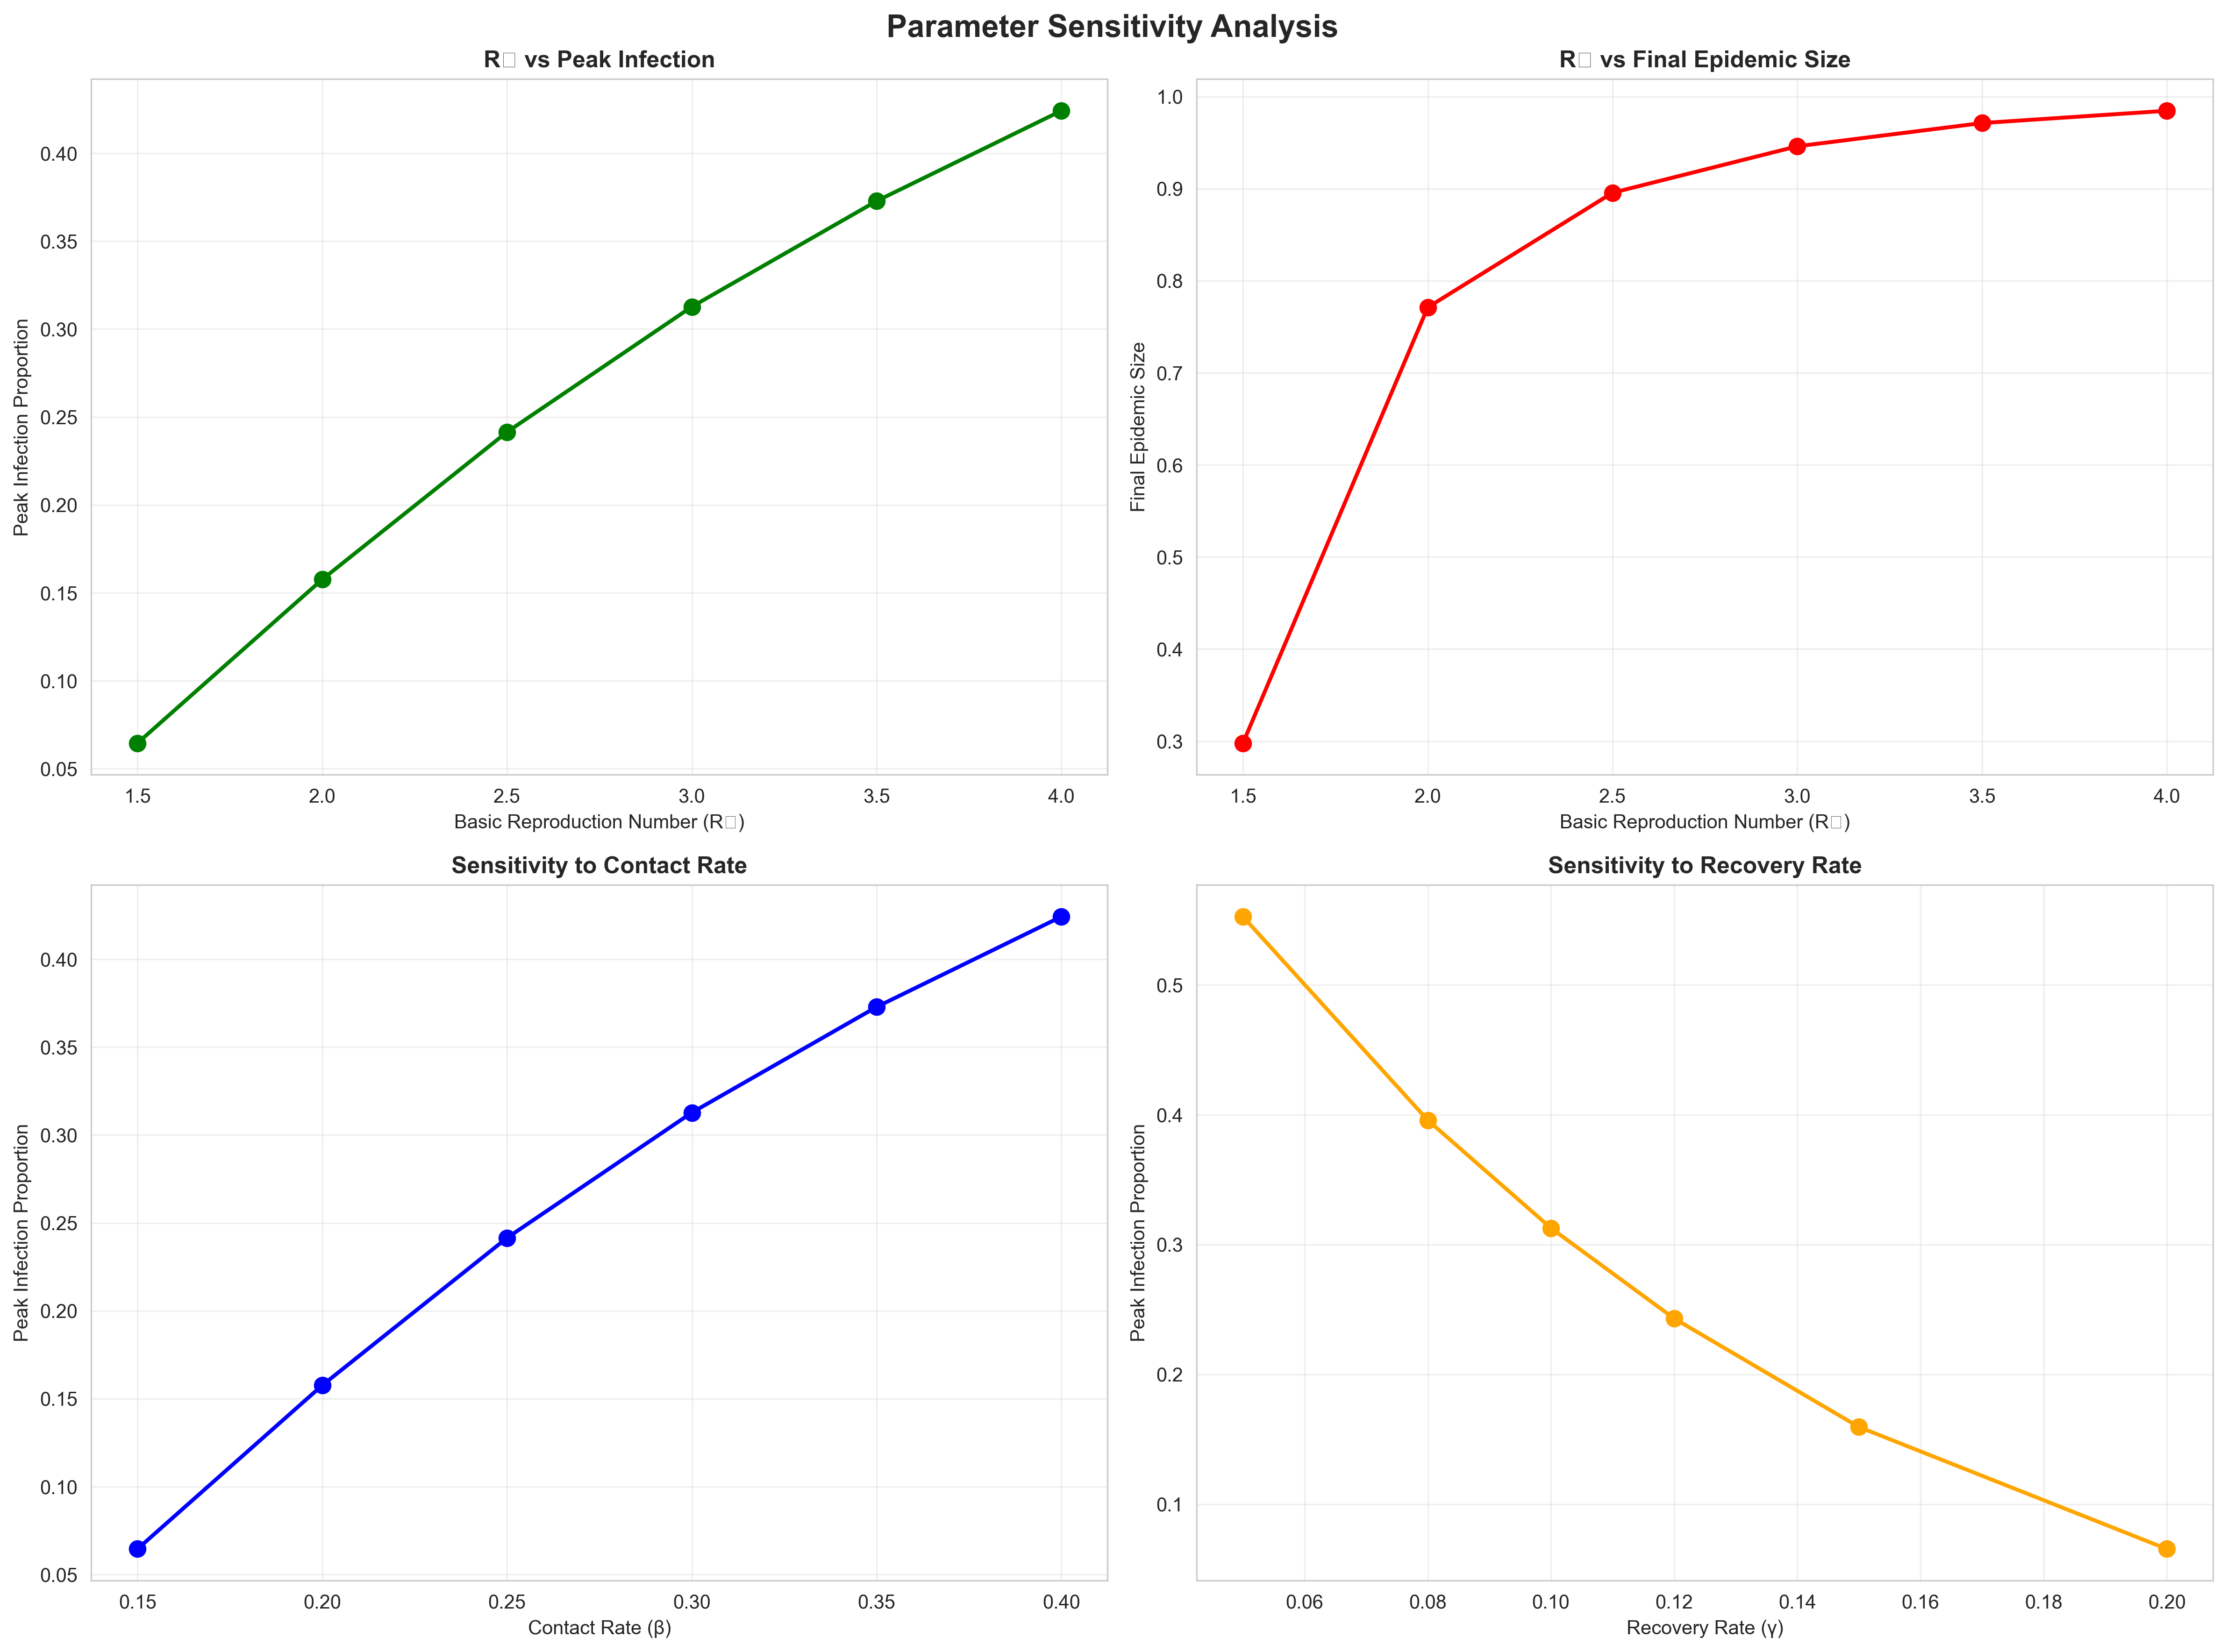 Parameter Sensitivity Analysis
R□ vs Peak Infection
Peak Infection Proportion
0.40
0.35
0.30
0.25
0.20
0.15
0.10
0.05
1.5 2.0 2.5 3.0 3.5 4.0
Basic Reproduction Number (R□)
R□ vs Final Epidemic Size
Final Epidemic Size
1.0
0.9
0.8
0.7
0.6
0.5
0.4
0.3
1.5 2.0 2.5 3.0 3.5 4.0
Basic Reproduction Number (R□)
Sensitivity to Contact Rate
Peak Infection Proportion
0.40
0.35
0.30
0.25
0.20
0.15
0.10
0.05
0.15 0.20 0.25 0.30 0.35 0.40
Contact Rate (β)
Sensitivity to Recovery Rate
Peak Infection Proportion
0.5
0.4
0.3
0.2
0.1
0.06 0.08 0.10 0.12 0.14 0.16 0.18 0.20
Recovery Rate (γ)